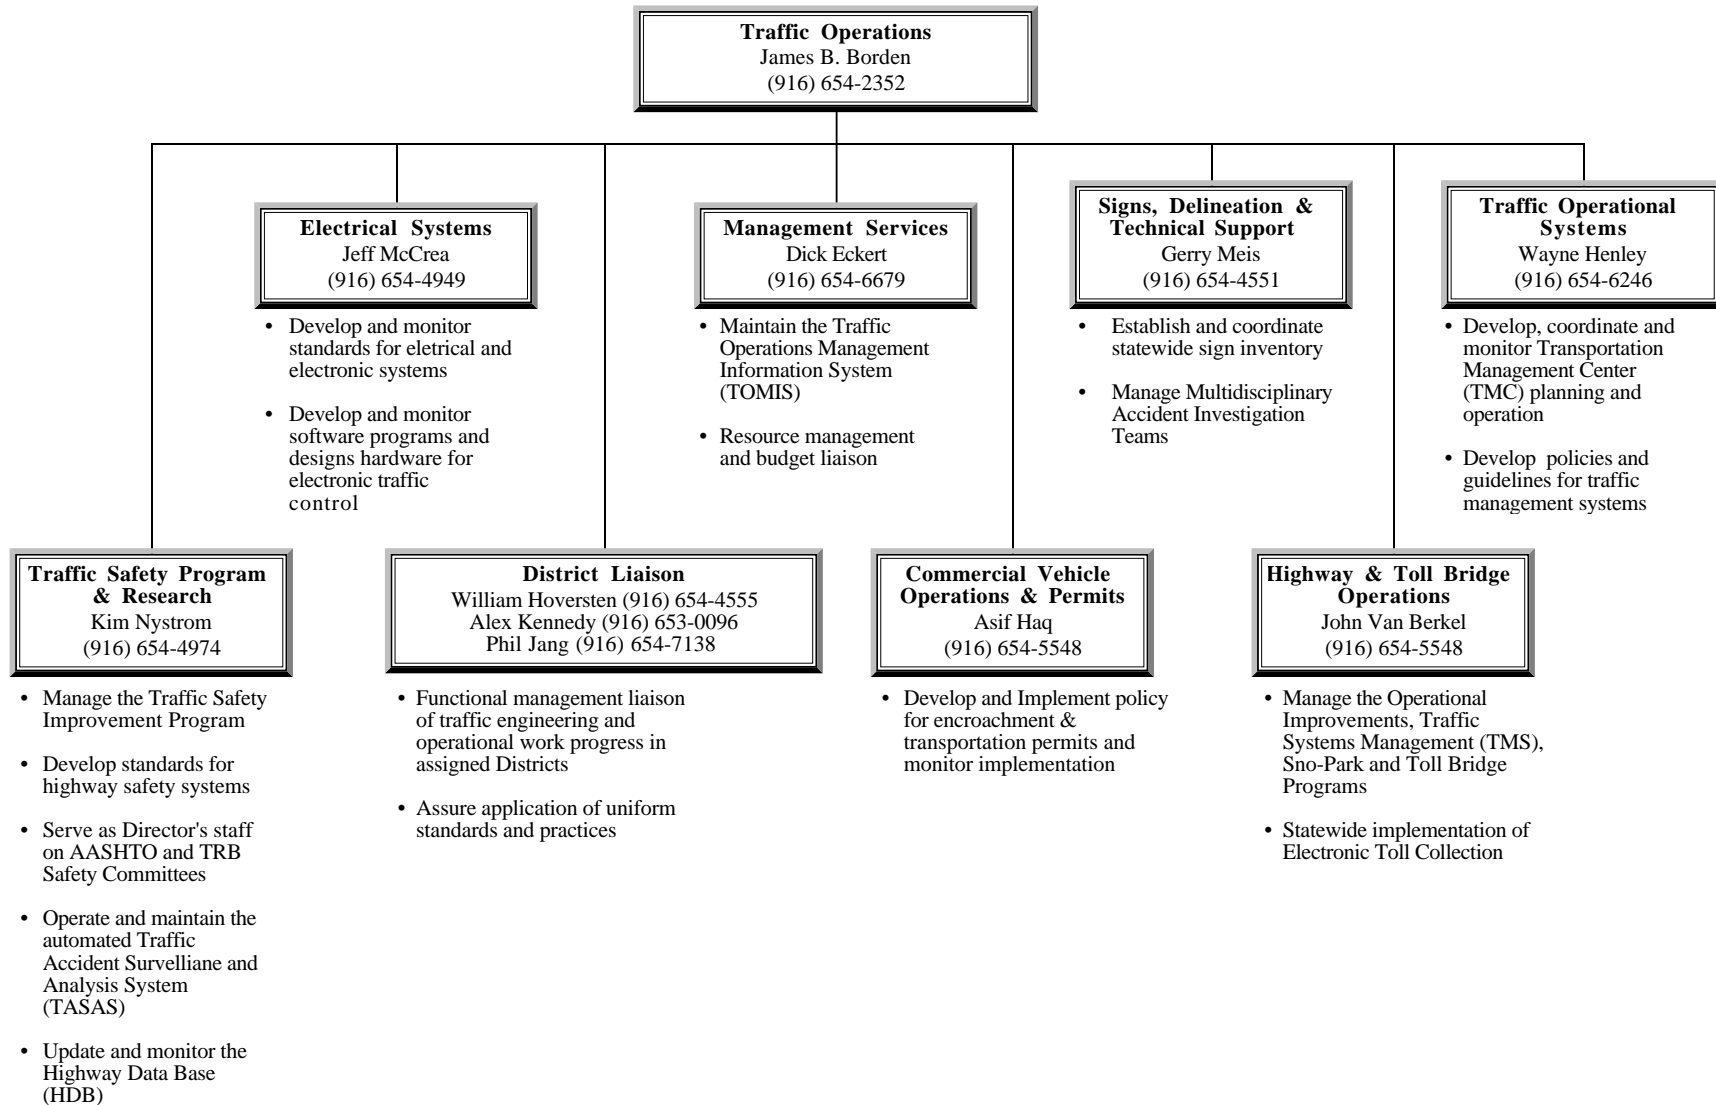 Traffic Operations
James B. Borden
(916) 654-2352
Electrical Systems
Jeff McCrea
(916) 654-4949
• Develop and monitor
standards for eletrical and
electronic systems
• Develop and monitor
software programs and
designs hardware for
electronic traffic
control
Management Services
Dick Eckert
(916) 654-6679
• Maintain the Traffic
Operations Management
Information System
(TOMIS)
• Resource management
and budget liaison
Signs, Delineation &
Technical Support
Gerry Meis
(916) 654-4551
• Establish and coordinate
statewide sign inventory
• Manage Multidisciplinary
Accident Investigation
Teams
Traffic Operational
Systems
Wayne Henley
(916) 654-6246
• Develop, coordinate and
monitor Transportation
Management Center
(TMC) planning and
operation
• Develop policies and
guidelines for traffic
management systems
Traffic Safety Program
& Research
Kim Nystrom
(916) 654-4974
• Manage the Traffic Safety
Improvement Program
• Develop standards for
highway safety systems
• Serve as Director's staff
on AASHTO and TRB
Safety Committees
• Operate and maintain the
automated Traffic
Accident Survelliane and
Analysis System
(TASAS)
• Update and monitor the
Highway Data Base
(HDB)
District Liaison
William Hoversten (916) 654-4555
Alex Kennedy (916) 653-0096
Phil Jang (916) 654-7138
• Functional management liaison
of traffic engineering and
operational work progress in
assigned Districts
• Assure application of uniform
standards and practices
Commercial Vehicle
Operations & Permits
Asif Haq
(916) 654-5548
• Develop and Implement policy
for encroachment &
transportation permits and
monitor implementation
Highway & Toll Bridge
Operations
John Van Berkel
(916) 654-5548
• Manage the Operational
Improvements, Traffic
Systems Management (TMS),
Sno-Park and Toll Bridge
Programs
• Statewide implementation of
Electronic Toll Collection